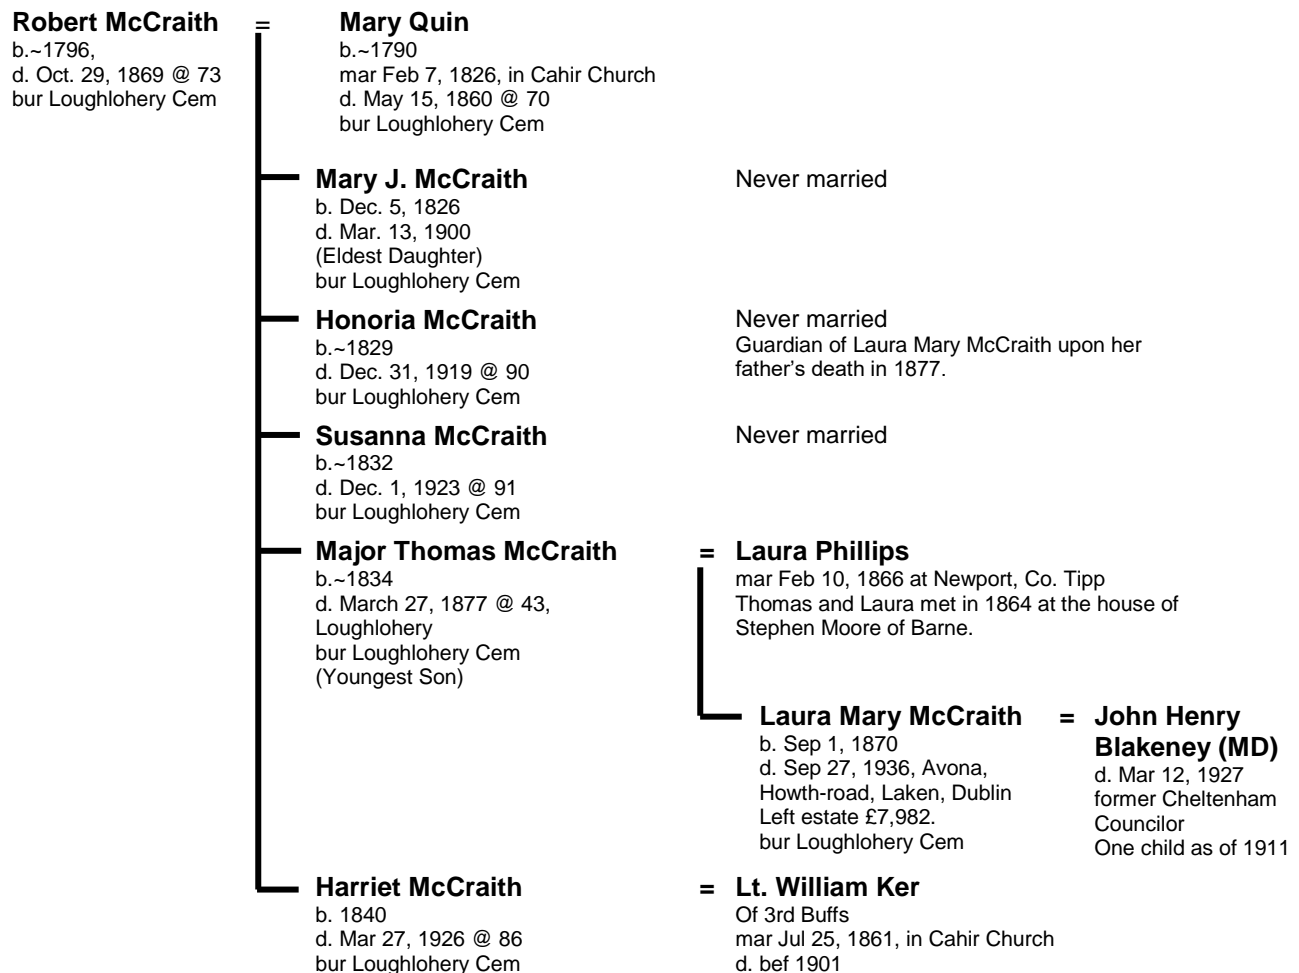 Robert McCraith = Mary Quin
b.~1796,
d. Oct. 29, 1869 @ 73
bur Loughlohery Cem
b.~1790
mar Feb 7, 1826, in Cahir Church
d. May 15, 1860 @ 70
bur Loughlohery Cem
Mary J. McCraith
b. Dec. 5, 1826
d. Mar. 13, 1900
(Eldest Daughter)
bur Loughlohery Cem
Never married
Honoria McCraith
b.~1829
d. Dec. 31, 1919 @ 90
bur Loughlohery Cem
Never married
Guardian of Laura Mary McCraith upon her
father's death in 1877.
Susanna McCraith
b.~1832
d. Dec. 1, 1923 @ 91
bur Loughlohery Cem
Never married
Major Thomas McCraith = Laura Phillips
b.~1834
d. March 27, 1877 @ 43,
Loughlohery
bur Loughlohery Cem
(Youngest Son)
mar Feb 10, 1866 at Newport, Co. Tipp
Thomas and Laura met in 1864 at the house of
Stephen Moore of Barne.
Laura Mary McCraith = John Henry
Blakeney (MD)
b. Sep 1, 1870
d. Sep 27, 1936, Avona,
Howth-road, Laken, Dublin
Left estate £7,982.
bur Loughlohery Cem
d. Mar 12, 1927
former Cheltenham
Councilor
One child as of 1911
Harriet McCraith = Lt. William Ker
b. 1840
d. Mar 27, 1926 @ 86
bur Loughlohery Cem
Of 3rd Buffs
mar Jul 25, 1861, in Cahir Church
d. bef 1901